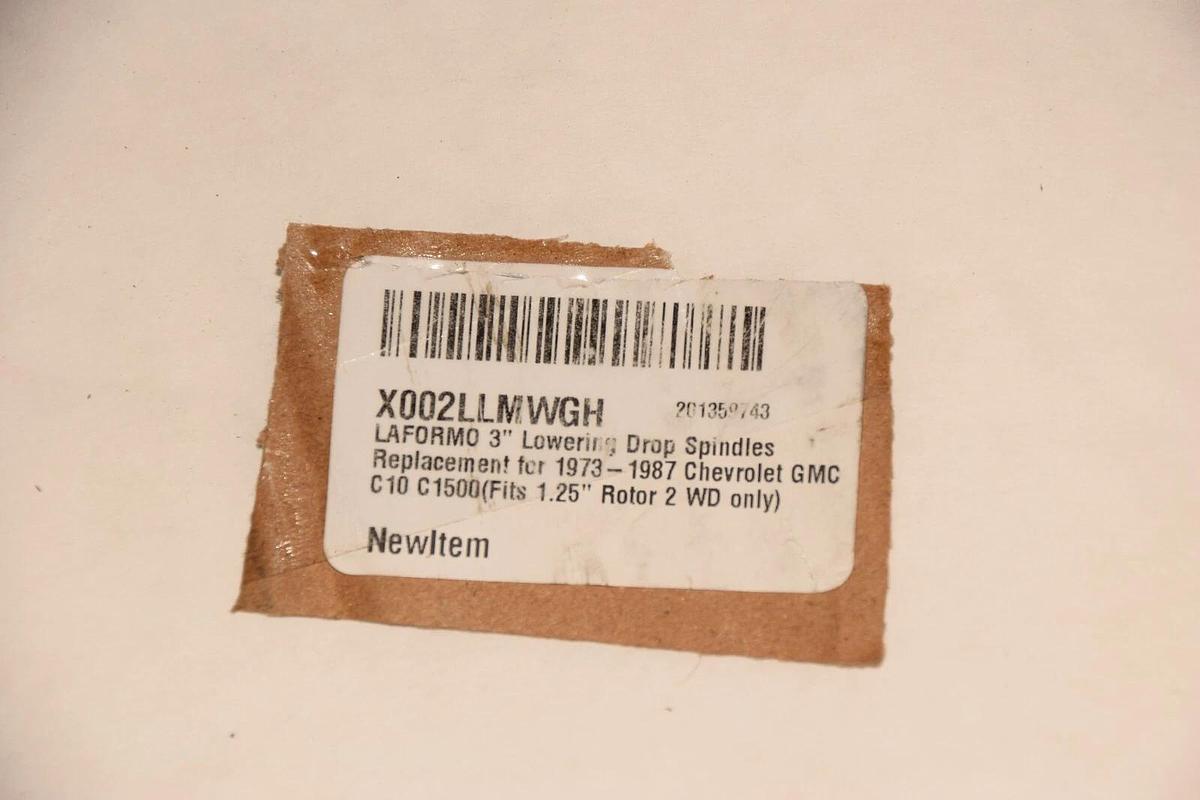 X002LLMWGH
LAFORMO 3" Lowering Drop Spindles
Replacement for 1973-1987 Chevrolet GMC
C10 C1500(Fits 1.25" Rotor 2 WD only)
NewItem